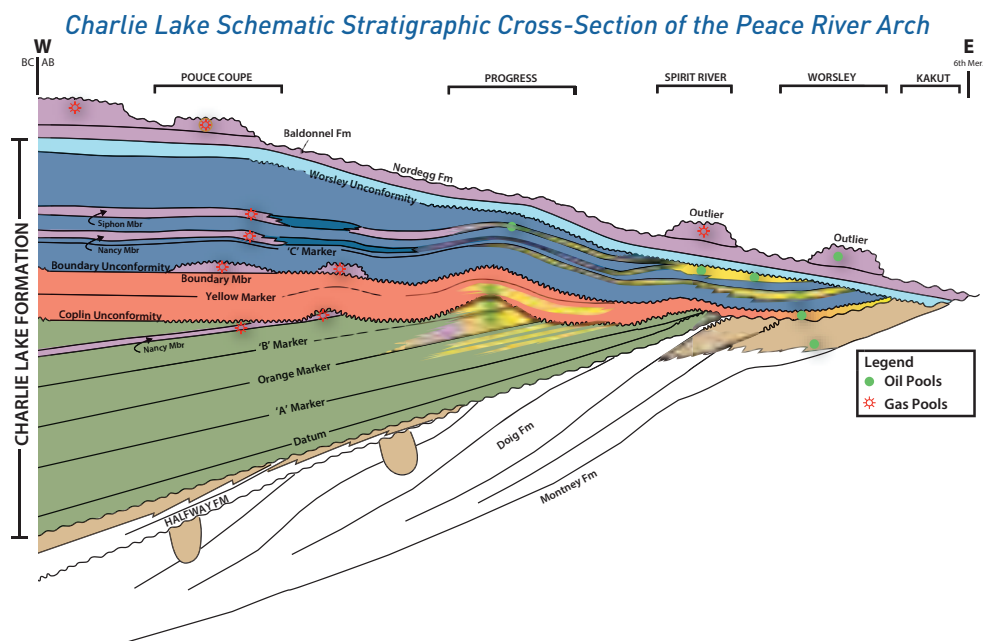 Charlie Lake Schematic Stratigraphic Cross-Section of the Peace River Arch
W
E
BC AB
6th Mer
POUCE COUPE
PROGRESS
SPIRIT RIVER
WORSLEY
KAKUT
Baldonnel Fm
Nordegg Fm
Worsley Unconformity
Outlier
Outlier
Siphon Mbr
Nancy Mbr
'C' Marker
Boundary Unconformity
Boundary Mbr
Yellow Marker
Coplin Unconformity
Nancy Mbr
'B' Marker
Orange Marker
'A' Marker
Datum
HALFWAY FM
Doig Fm
Montney Fm
CHARLIE LAKE FORMATION
Legend
Oil Pools
Gas Pools